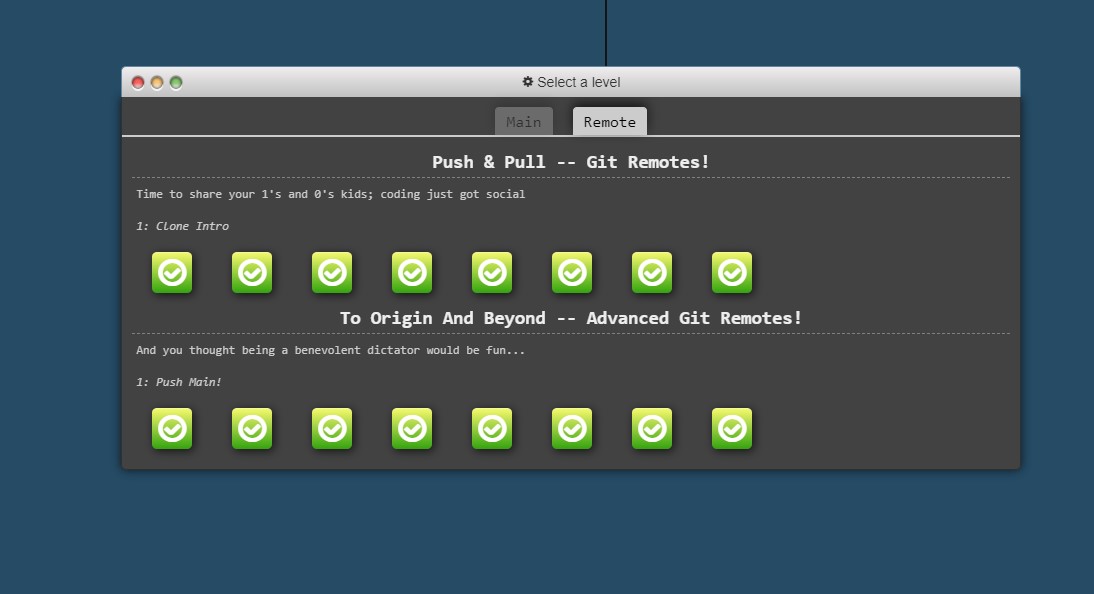 Select a level
Main
Remote
Push & Pull -- Git Remotes!
Time to share your 1's and 0's kids; coding just got social
1: Clone Intro
To Origin And Beyond -- Advanced Git Remotes!
And you thought being a benevolent dictator would be fun...
1: Push Main!